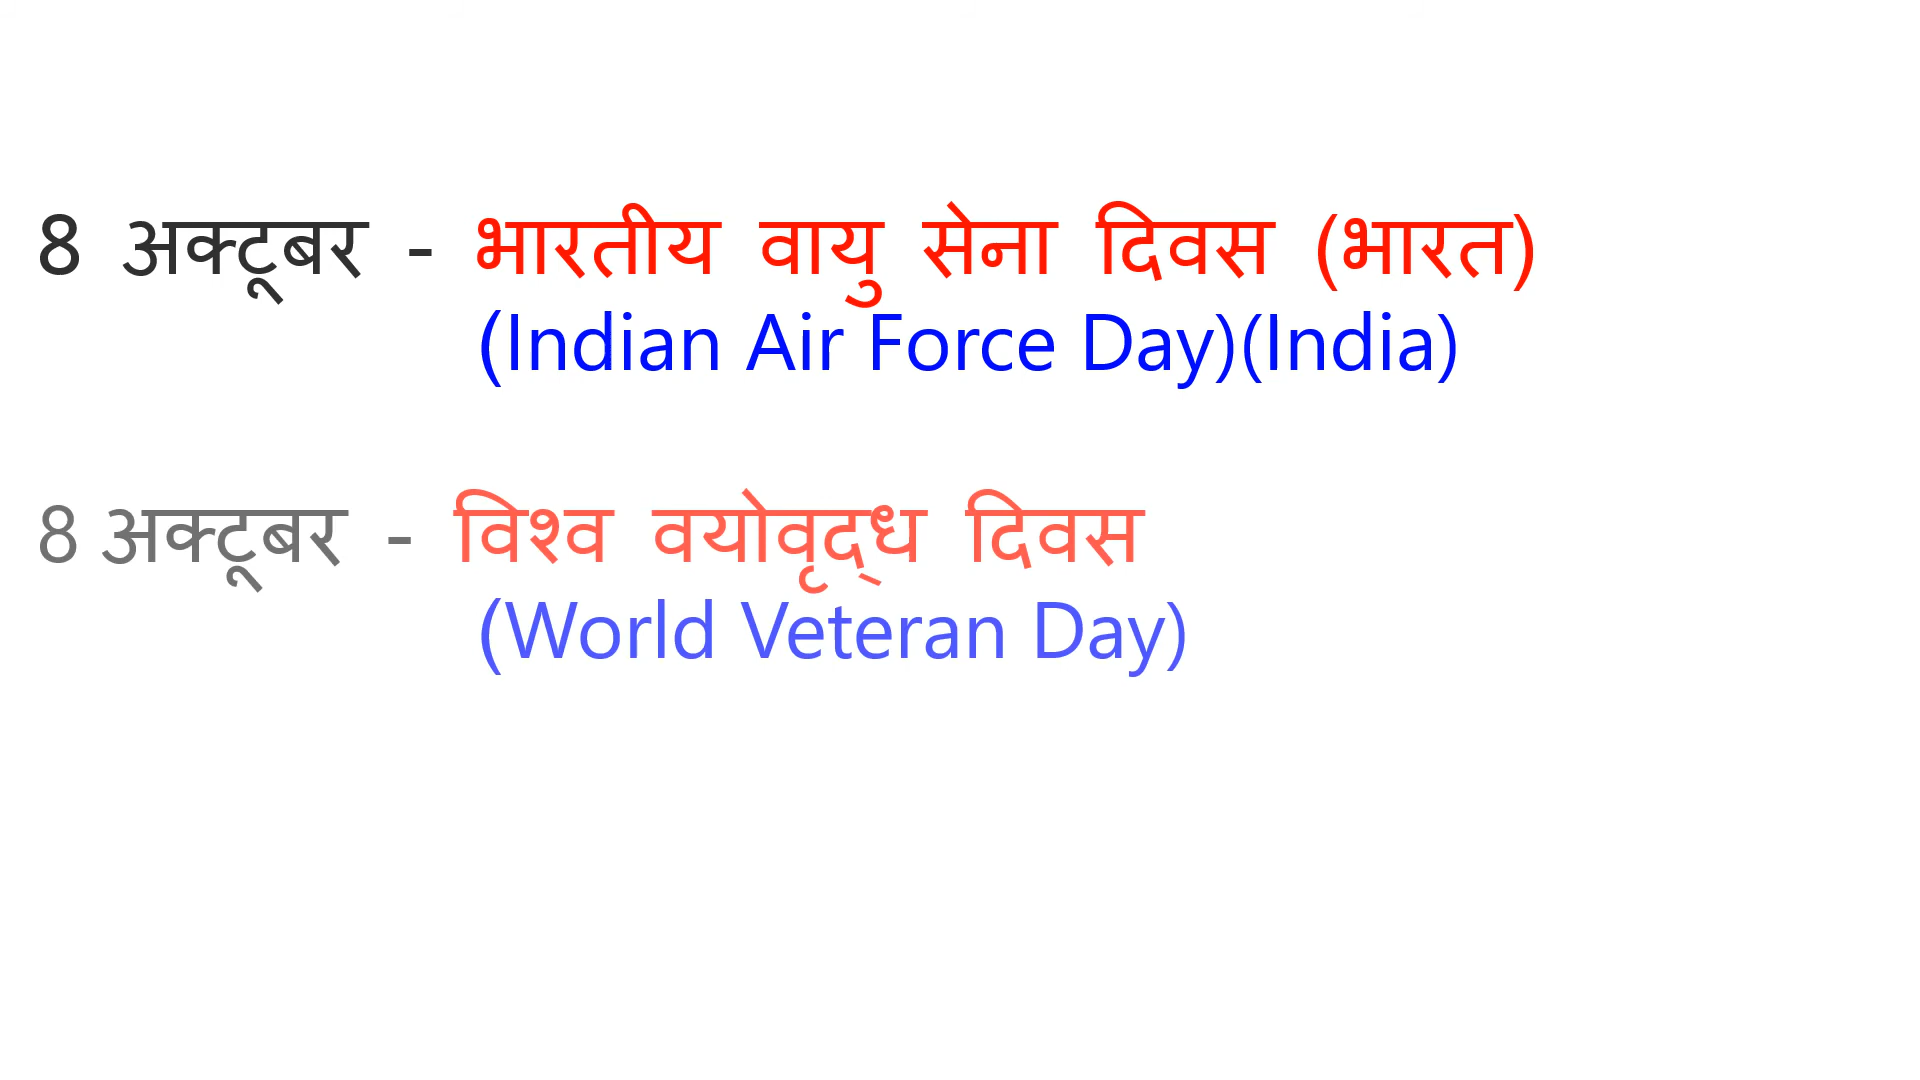 8 अक्टूबर - भारतीय वायु सेना दिवस (भारत)
(Indian Air Force Day)(India)
8 अक्टूबर - विश्व वयोवृद्ध दिवस
(World Veteran Day)